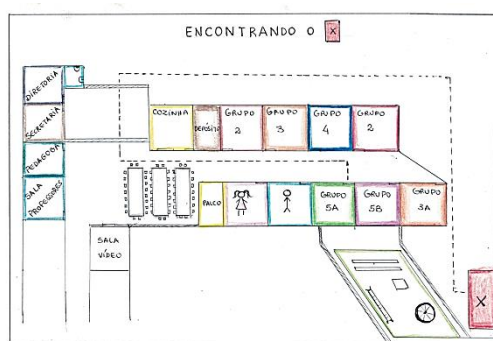 ENCONTRANDO O X
DIRETORIA
SECRETARIA
PEDAGOGA
SALA
PROFESSORES
COZINHA
DEPÓSITO
GRUPO
2
GRUPO
3
GRUPO
4
GRUPO
2
PALCO
GRUPO
5A
GRUPO
5B
GRUPO
3A
SALA
VÍDEO
X